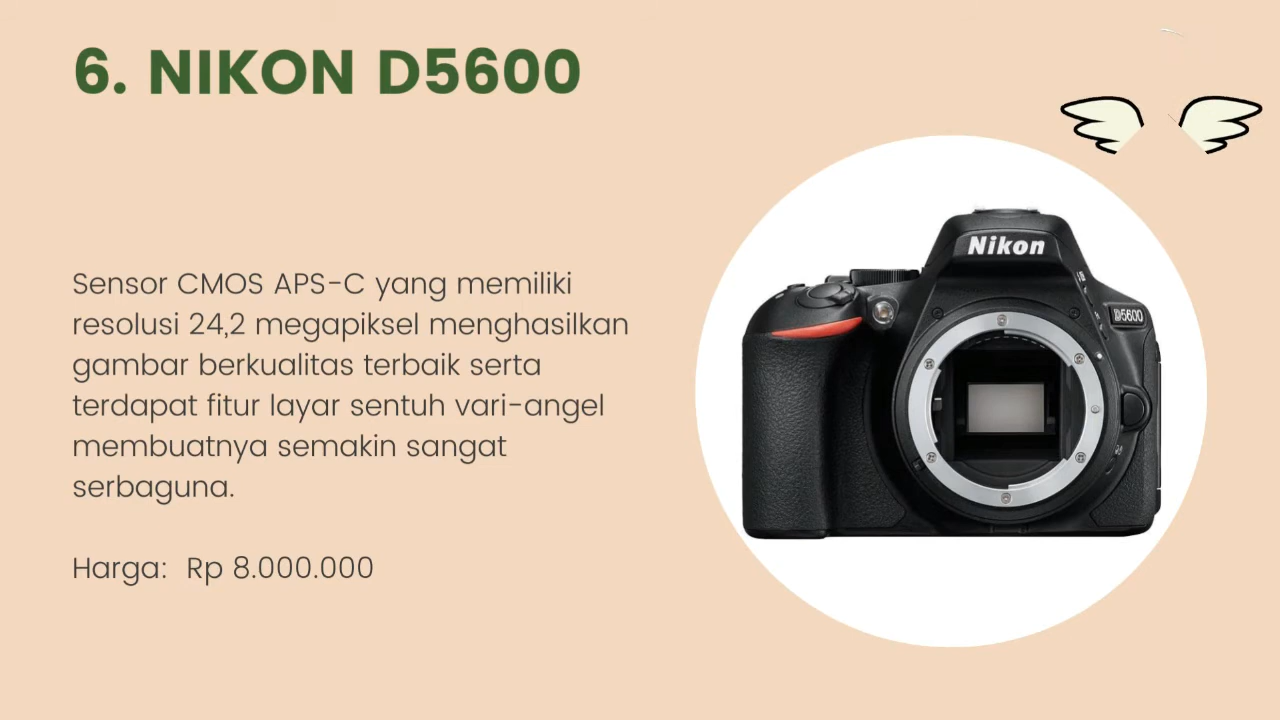 6. NIKON D5600
Sensor CMOS APS-C yang memiliki
resolusi 24,2 megapiksel menghasilkan
gambar berkualitas terbaik serta
terdapat fitur layar sentuh vari-angel
membuatnya semakin sangat
serbaguna.
Harga:  Rp 8.000.000
Nikon
D5600